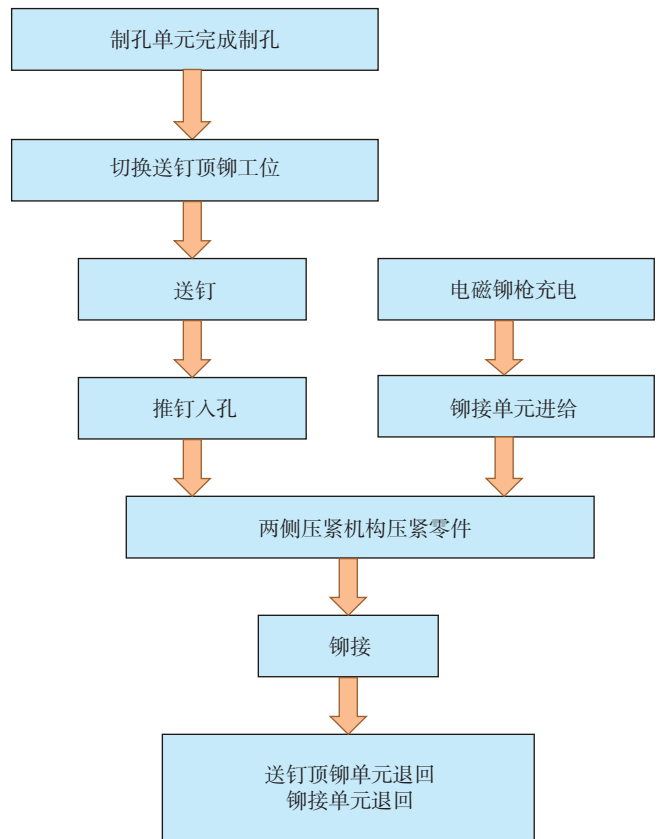 制孔单元完成制孔
切换送钉顶铆工位
送钉
电磁铆枪充电
推钉入孔
铆接单元进给
两侧压紧机构压紧零件
铆接
送钉顶铆单元退回
铆接单元退回